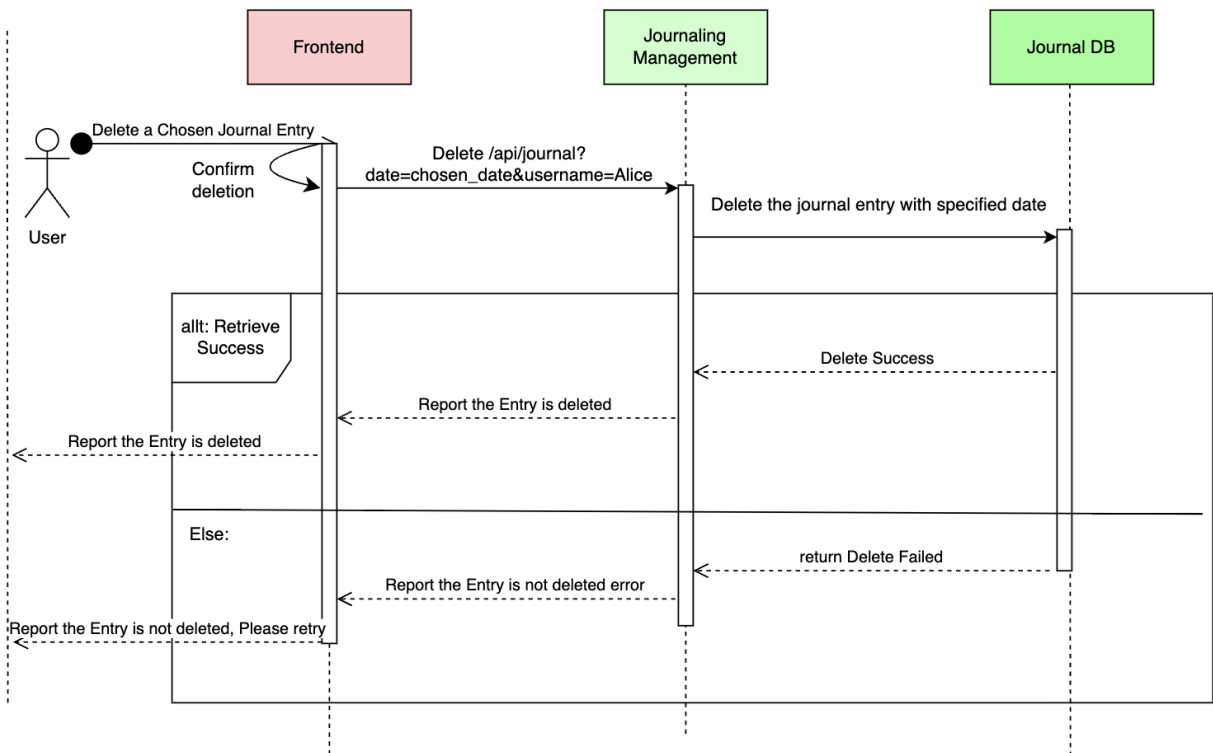 Frontend
Journaling
Management
Journal DB
Delete a Chosen Journal Entry
Confirm
deletion
Delete /api/journal?
date=chosen_date&username=Alice
Delete the journal entry with specified date
User
allt: Retrieve
Success
Delete Success
Report the Entry is deleted
Report the Entry is deleted
Else:
return Delete Failed
Report the Entry is not deleted error
Report the Entry is not deleted, Please retry